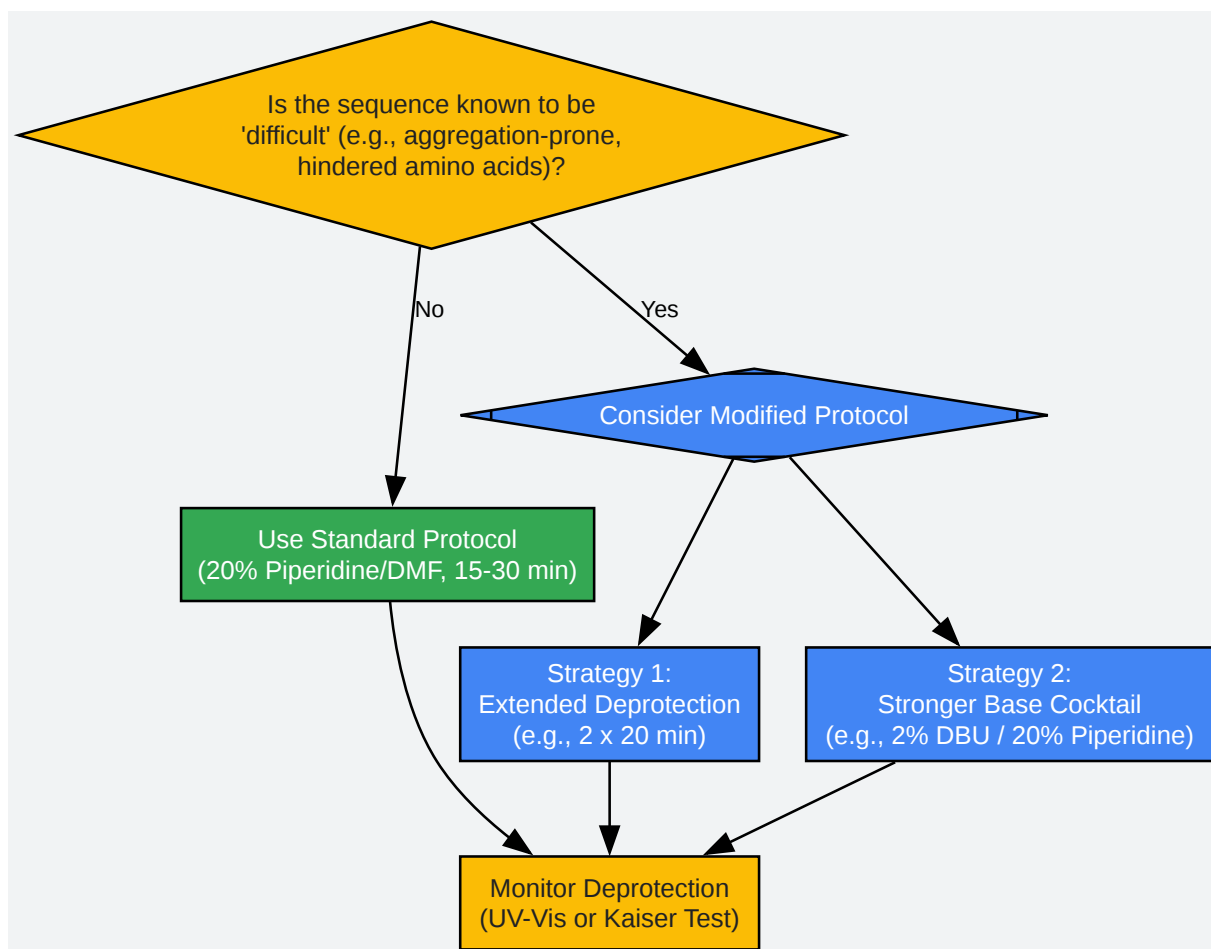 Is the sequence known to be
'difficult' (e.g., aggregation-prone,
hindered amino acids)?
No
Yes
Consider Modified Protocol
Use Standard Protocol
(20% Piperidine/DMF, 15-30 min)
Strategy 1:
Extended Deprotection
(e.g., 2 x 20 min)
Strategy 2:
Stronger Base Cocktail
(e.g., 2% DBU / 20% Piperidine)
Monitor Deprotection
(UV-Vis or Kaiser Test)